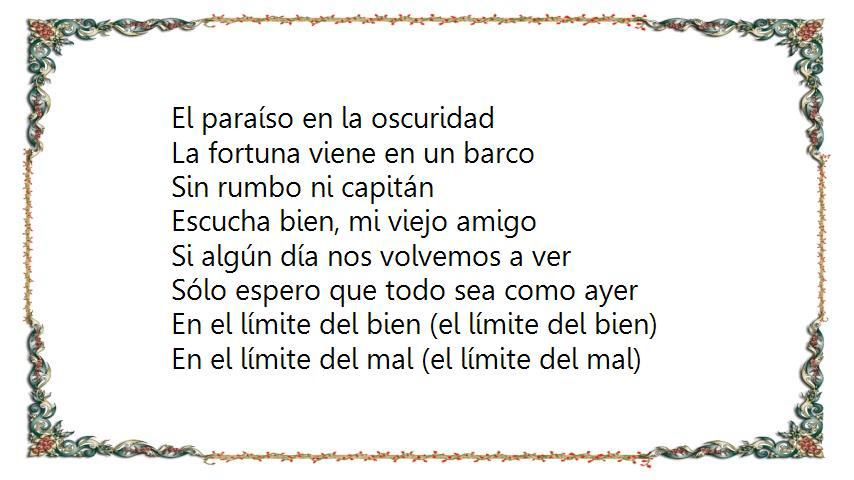 El paraíso en la oscuridad
La fortuna viene en un barco
Sin rumbo ni capitán
Escucha bien, mi viejo amigo
Si algún día nos volvemos a ver
Sólo espero que todo sea como ayer
En el límite del bien (el límite del bien)
En el límite del mal (el límite del mal)